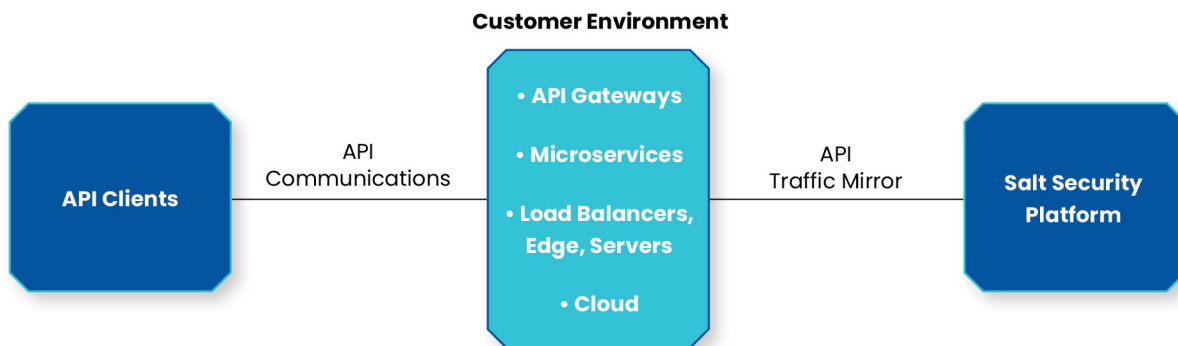 Customer Environment
API Clients
API
Communications
• API Gateways
• Microservices
• Load Balancers,
Edge, Servers
• Cloud
API
Traffic Mirror
Salt Security
Platform